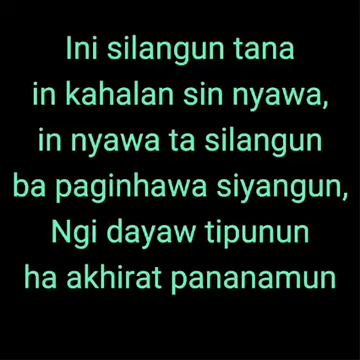 Ini silangun tana
in kahalan sin nyawa,
in nyawa ta silangun
ba paginhawa siyangun,
Ngi dayaw tipunun
ha akhirat pananamun